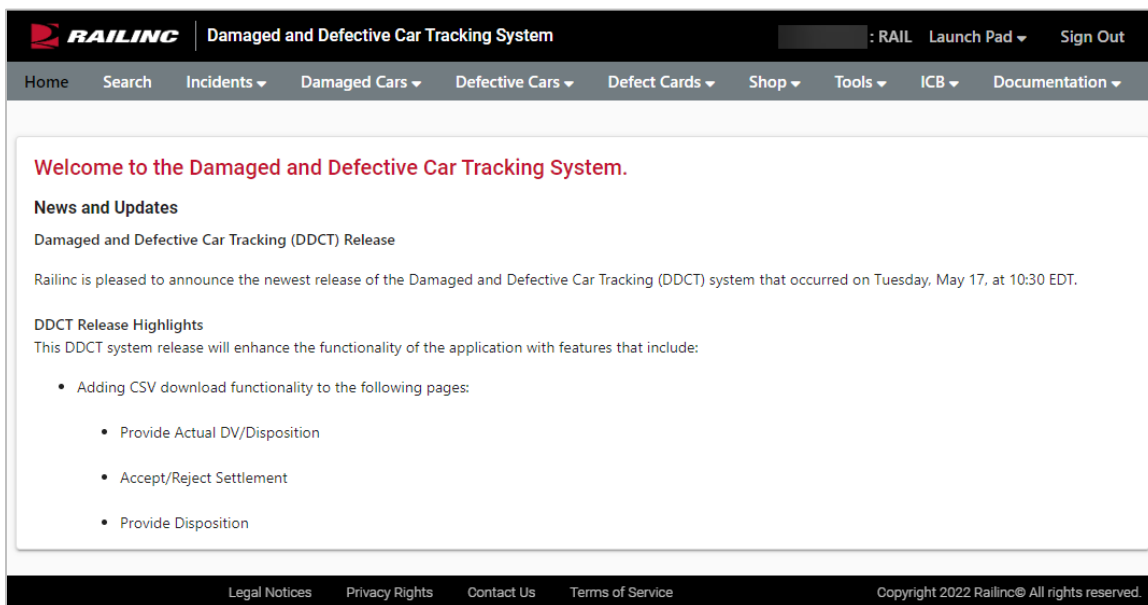 RAILINC Damaged and Defective Car Tracking System : RAIL Launch Pad Sign Out
Home Search Incidents Damaged Cars Defective Cars Defect Cards Shop Tools ICB Documentation
Welcome to the Damaged and Defective Car Tracking System.
News and Updates
Damaged and Defective Car Tracking (DDCT) Release
Railinc is pleased to announce the newest release of the Damaged and Defective Car Tracking (DDCT) system that occurred on Tuesday, May 17, at 10:30 EDT.
DDCT Release Highlights
This DDCT system release will enhance the functionality of the application with features that include:
• Adding CSV download functionality to the following pages:
• Provide Actual DV/Disposition
• Accept/Reject Settlement
• Provide Disposition
Legal Notices Privacy Rights Contact Us Terms of Service Copyright 2022 Railinc© All rights reserved.